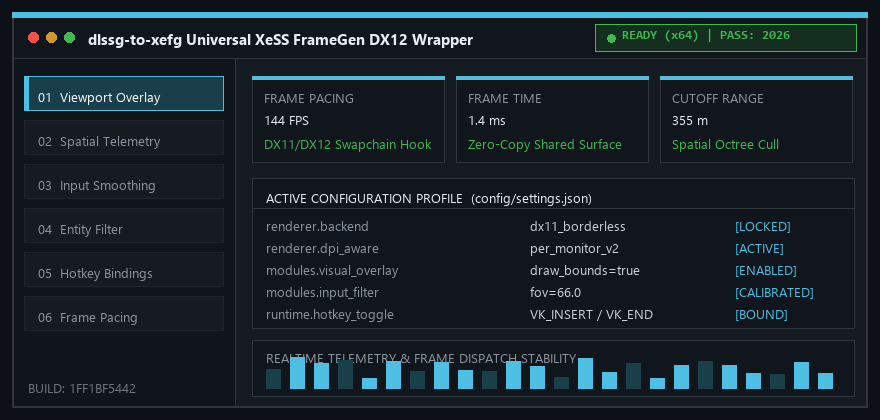 dlssg-to-xefg Universal XeSS FrameGen DX12 Wrapper
READY (x64) | PASS: 2026
01 Viewport Overlay
02 Spatial Telemetry
03 Input Smoothing
04 Entity Filter
05 Hotkey Bindings
06 Frame Pacing
BUILD: 1FF1BF5442
FRAME PACING
144 FPS
DX11/DX12 Swapchain Hook
FRAME TIME
1.4 ms
Zero-Copy Shared Surface
CUTOFF RANGE
355 m
Spatial Octree Cull
ACTIVE CONFIGURATION PROFILE (config/settings.json)
renderer.backend dx11_borderless [LOCKED]
renderer.dpi_aware per_monitor_v2 [ACTIVE]
modules.visual_overlay draw_bounds=true [ENABLED]
modules.input_filter fov=66.0 [CALIBRATED]
runtime.hotkey_toggle VK_INSERT / VK_END [BOUND]
REALTIME TELEMETRY & FRAME DISPATCH STABILITY